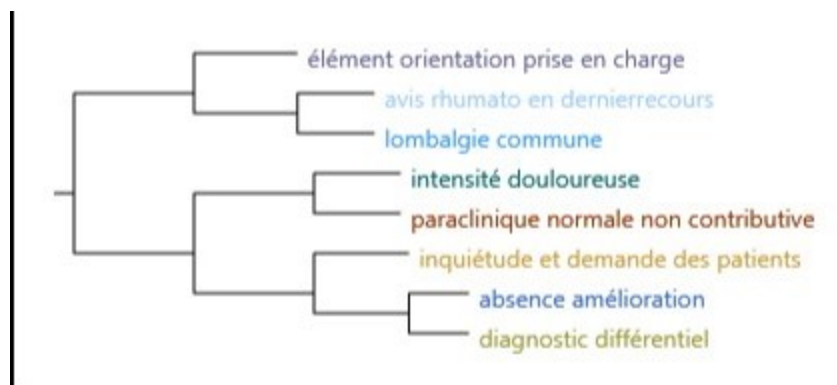 élément orientation prise en charge
avis rhumato en dernierrecours
lombalgie commune
intensité douloureuse
paraclinique normale non contributive
inquiétude et demande des patients
absence amélioration
diagnostic différentiel